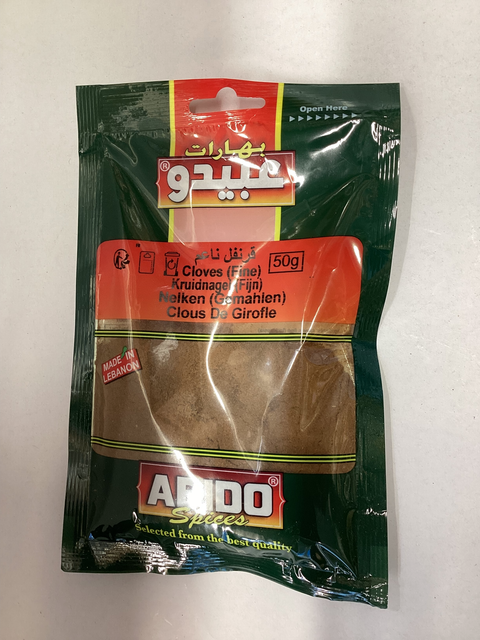 Open Here
بهارات
عبيدو®
قرنفل ناعم
50g
Cloves (Fine)
Kruidnagel (Fijn)
Nelken (Gemahlen)
Clous De Girofle
MADE IN
LEBANON
ABIDO®
Spices
Selected from the best quality